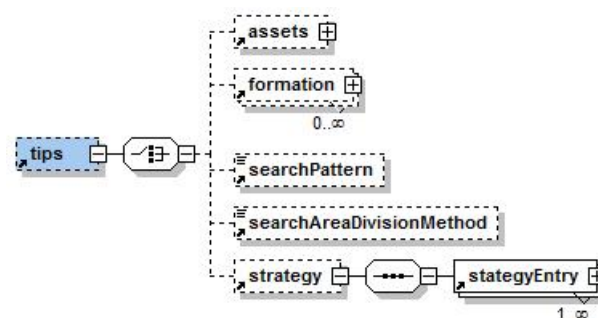 assets
formation
0..∞
tips
searchPattern
searchAreaDivisionMethod
strategy
stategyEntry
1..∞